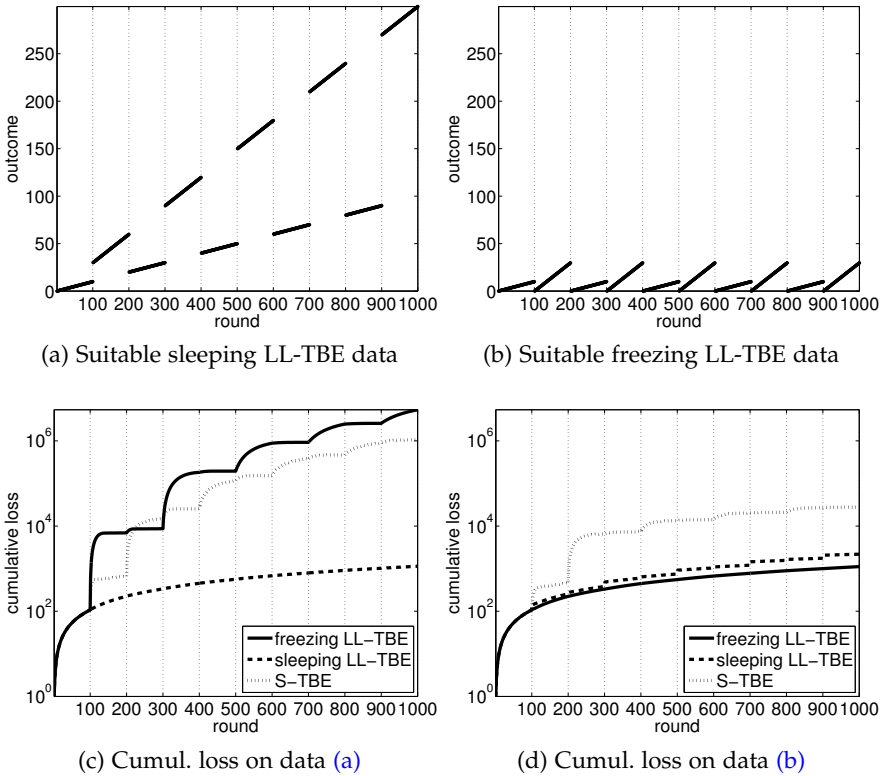 outcome
250
200
150
100
50
0
100 200 300 400 500 600 700 800 900 1000
round
(a) Suitable sleeping LL-TBE data
outcome
250
200
150
100
50
0
100 200 300 400 500 600 700 800 900 1000
round
(b) Suitable freezing LL-TBE data
cumulative loss
10^6
10^4
10^2
10^0
freezing LL−TBE
sleeping LL−TBE
S−TBE
100 200 300 400 500 600 700 800 900 1000
round
(c) Cumul. loss on data (a)
cumulative loss
10^6
10^4
10^2
10^0
freezing LL−TBE
sleeping LL−TBE
S−TBE
100 200 300 400 500 600 700 800 900 1000
round
(d) Cumul. loss on data (b)